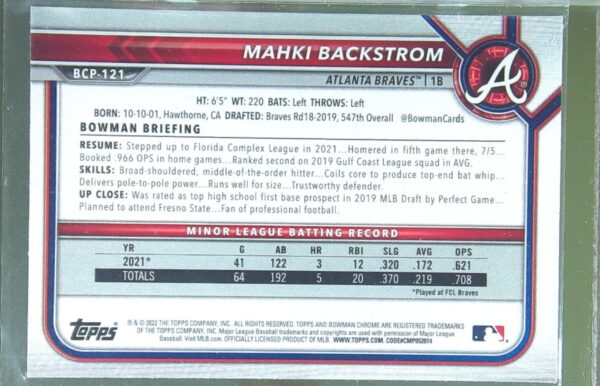 MAHKI BACKSTROM
BCP-121
ATLANTA BRAVES™ | 1B
A
HT: 6'5" WT: 220 BATS: Left THROWS: Left
BORN: 10-10-01, Hawthorne, CA DRAFTED: Braves Rd18-2019, 547th Overall @BowmanCards
BOWMAN BRIEFING
RESUME: Stepped up to Florida Complex League in 2021...Homered in fifth game there, 7/5...
Booked .966 OPS in home games...Ranked second on 2019 Gulf Coast League squad in AVG.
SKILLS: Broad-shouldered, middle-of-the-order hitter...Coils core to produce top-end bat whip...
Delivers pole-to-pole power...Runs well for size...Trustworthy defender.
UP CLOSE: Was rated as top high school first base prospect in 2019 MLB Draft by Perfect Game...
Planned to attend Fresno State...Fan of professional football.
MINOR LEAGUE BATTING RECORD
YR G AB HR RBI SLG AVG OPS
2021* 41 122 3 12 .320 .172 .621
TOTALS 64 192 5 20 .370 .219 .708
*Played at FCL Braves
Topps
® & © 2022 THE TOPPS COMPANY, INC. ALL RIGHTS RESERVED. TOPPS AND BOWMAN CHROME ARE REGISTERED TRADEMARKS
OF THE TOPPS COMPANY, INC. Major League Baseball trademarks and copyrights are used with permission of Major League
Baseball. Visit MLB.com. OFFICIALLY LICENSED PRODUCT OF MLB. WWW.TOPPS.COM. CODE#CMP052014